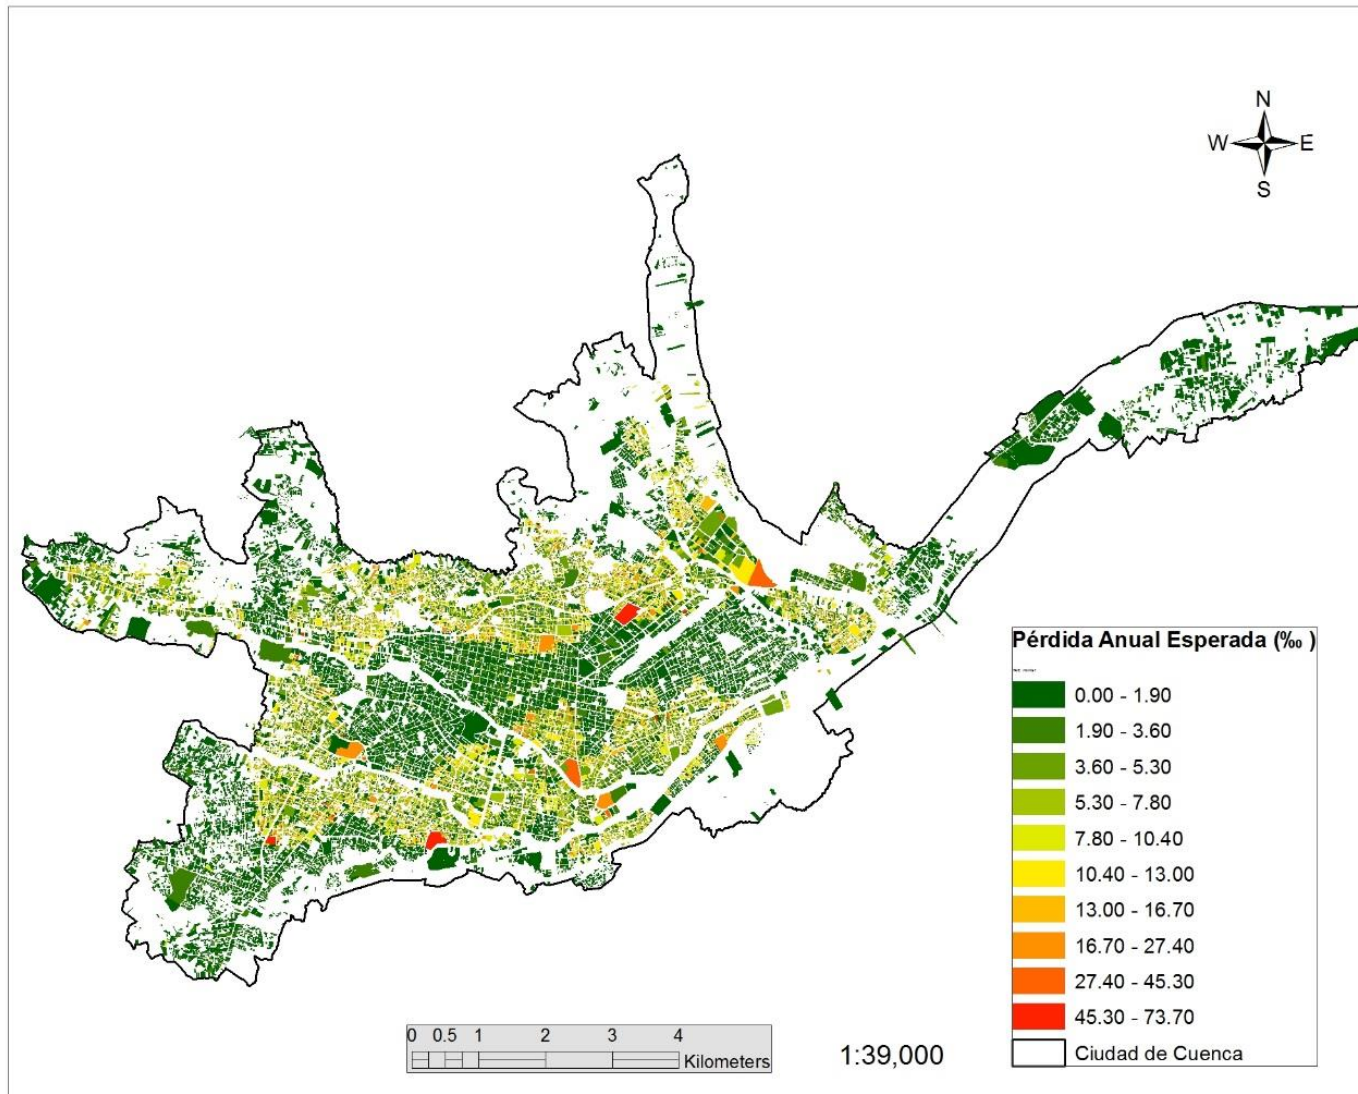 N
W E
S
Pérdida Anual Esperada (‰ )
0.00 - 1.90
1.90 - 3.60
3.60 - 5.30
5.30 - 7.80
7.80 - 10.40
10.40 - 13.00
13.00 - 16.70
16.70 - 27.40
27.40 - 45.30
45.30 - 73.70
Ciudad de Cuenca
0 0.5 1 2 3 4
Kilometers
1:39,000